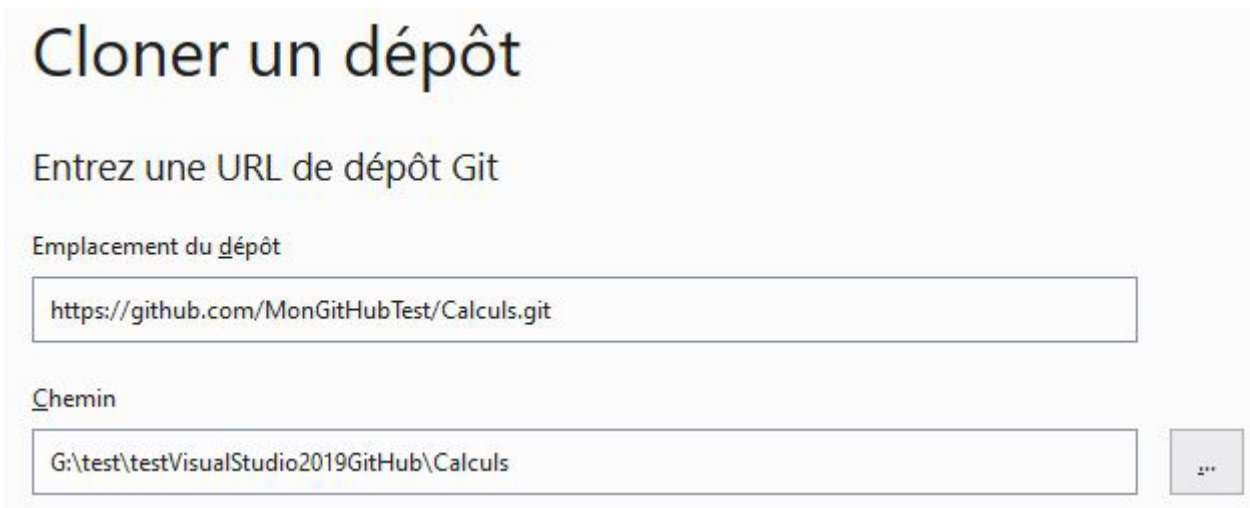 Cloner un dépôt
Entrez une URL de dépôt Git
Emplacement du dépôt
https://github.com/MonGitHubTest/Calculs.git
Chemin
G:\test\testVisualStudio2019GitHub\Calculs
...